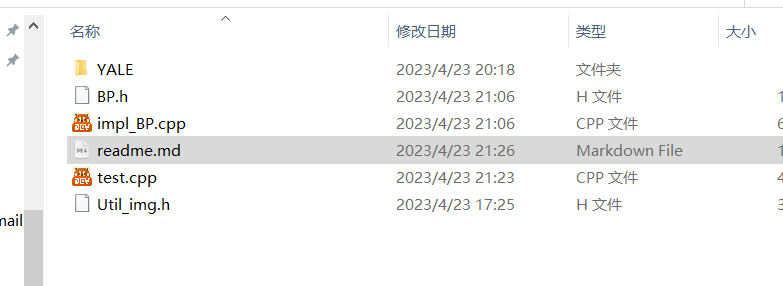 名称 修改日期 类型 大小
YALE 2023/4/23 20:18 文件夹
BP.h 2023/4/23 21:06 H 文件 1
impl_BP.cpp 2023/4/23 21:06 CPP 文件 6
readme.md 2023/4/23 21:26 Markdown File 1
test.cpp 2023/4/23 21:23 CPP 文件 4
Util_img.h 2023/4/23 17:25 H 文件 3
mail